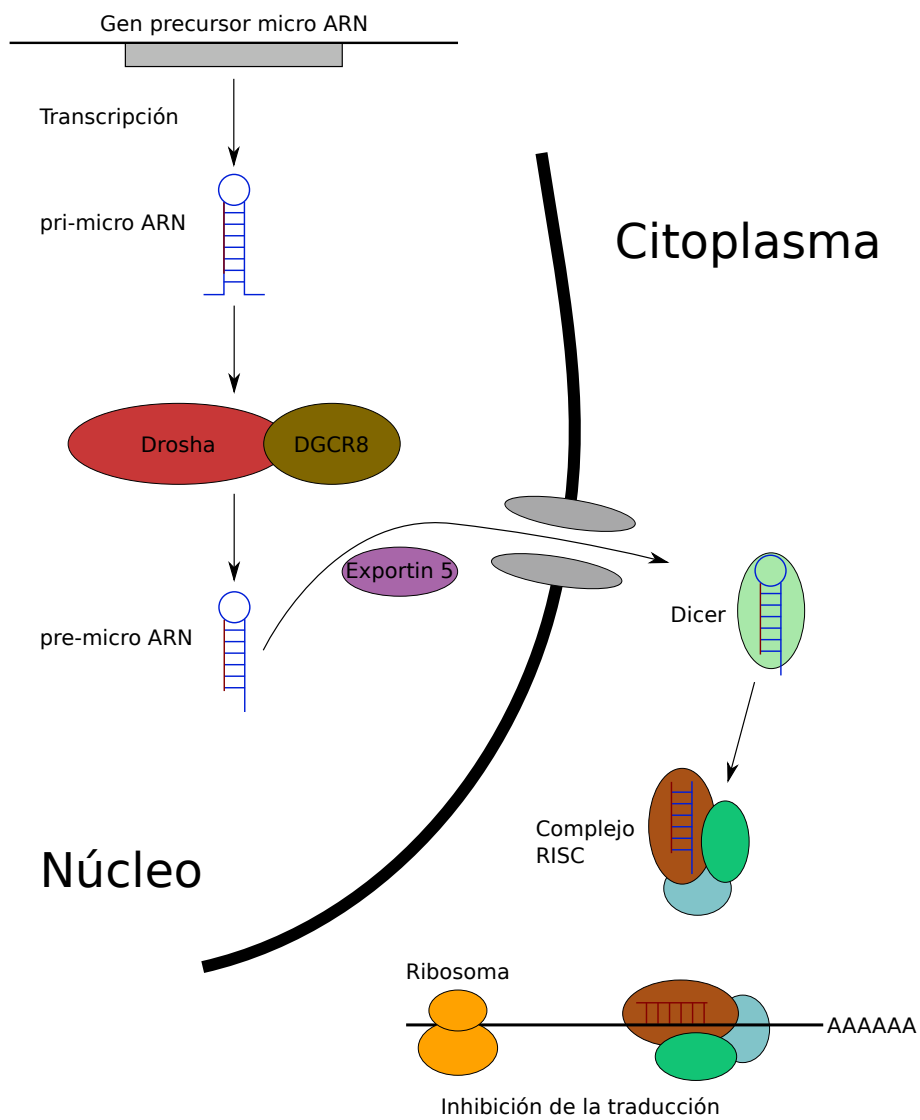 Gen precursor micro ARN
Transcripción
pri-micro ARN
Citoplasma
Drosha
DGCR8
Exportin 5
pre-micro ARN
Dicer
Complejo
RISC
Núcleo
Ribosoma
AAAAAA
Inhibición de la traducción